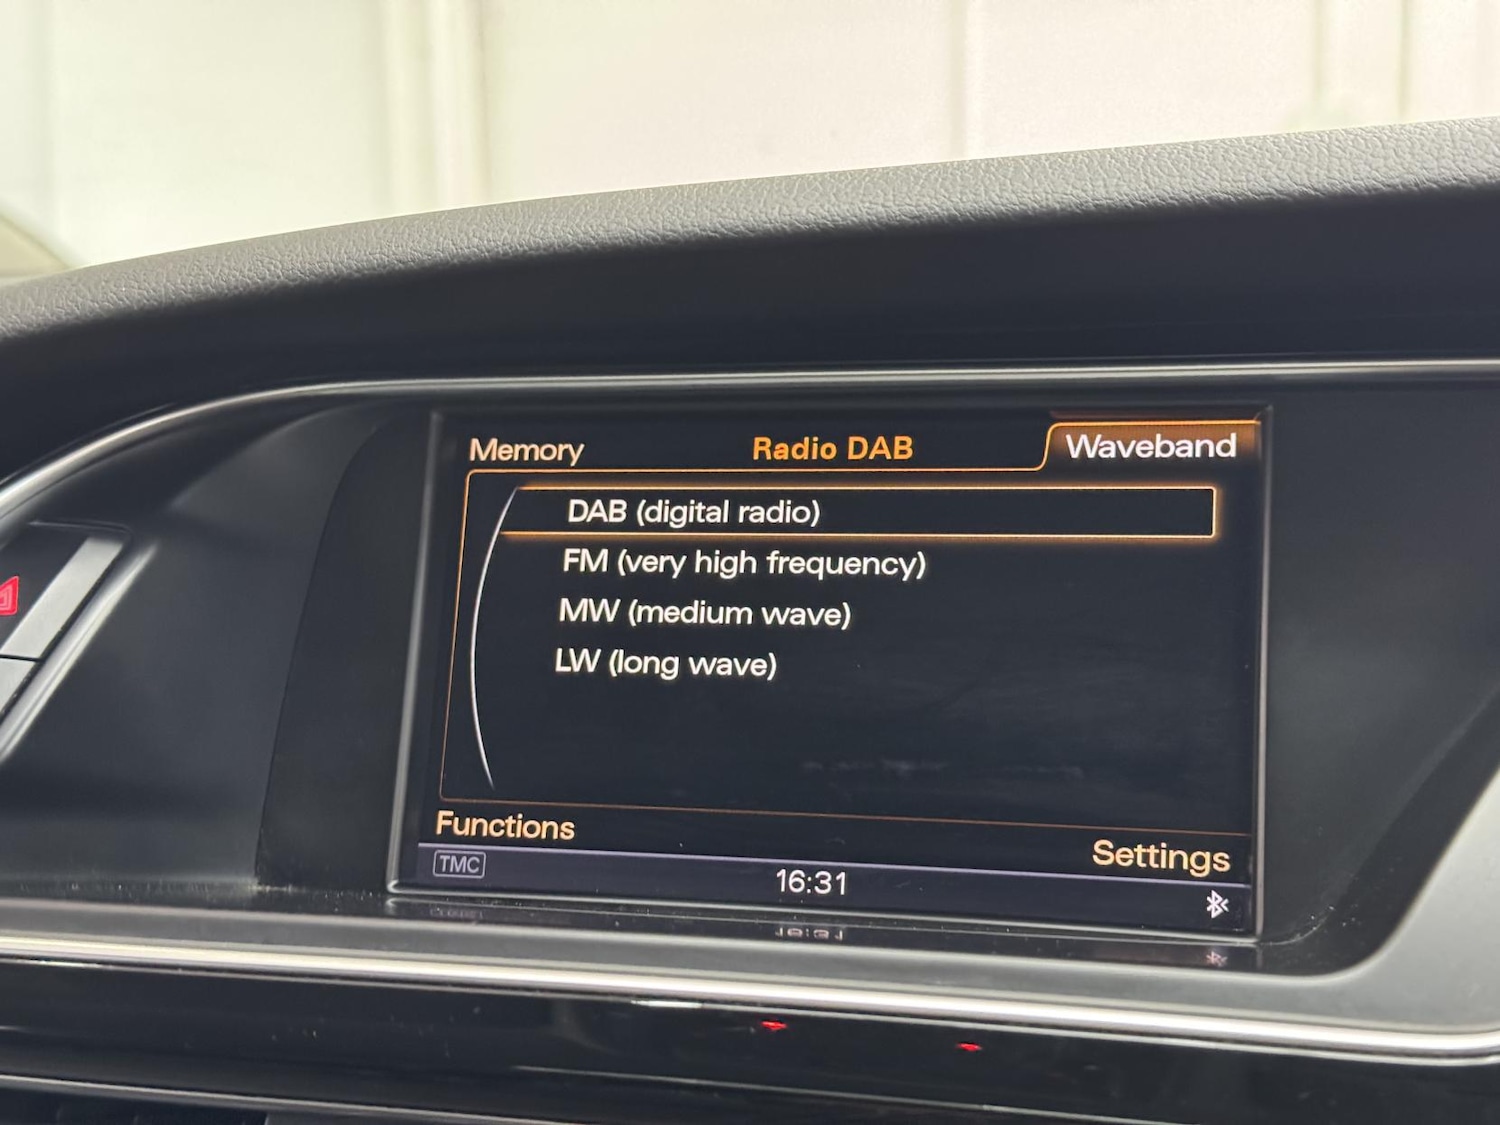 Memory Radio DAB Waveband
DAB (digital radio)
FM (very high frequency)
MW (medium wave)
LW (long wave)
Functions Settings
TMC 16:31